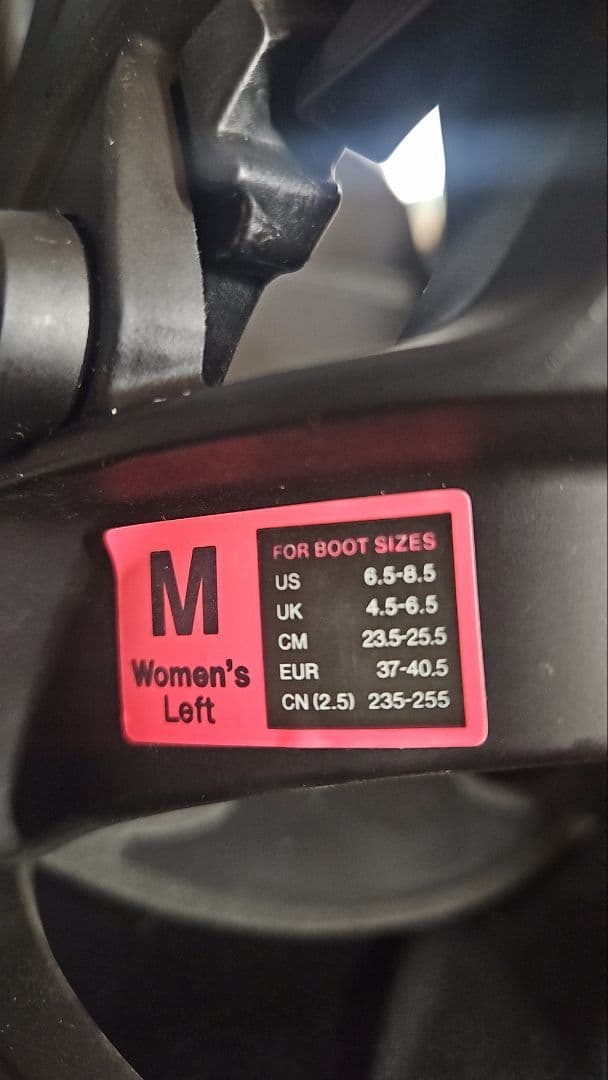 M
Women's
Left
FOR BOOT SIZES
US 6.5-8.5
UK 4.5-6.5
CM 23.5-25.5
EUR 37-40.5
CN (2.5) 235-255